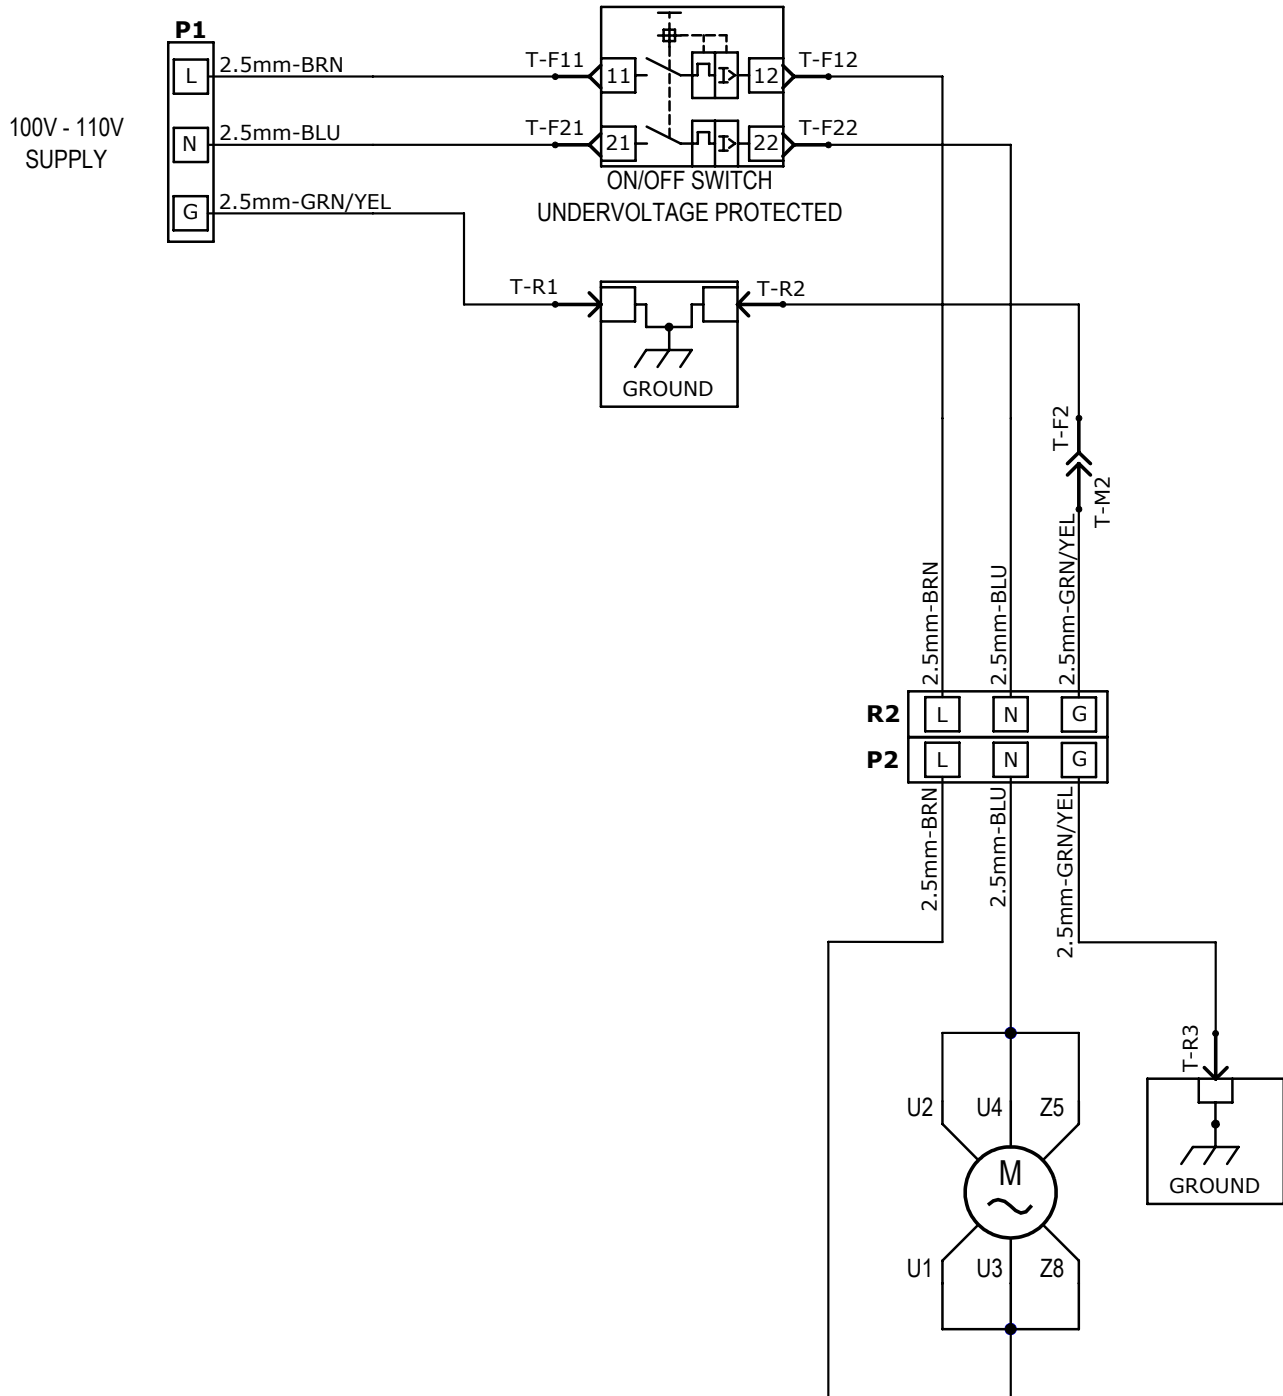 P1
L
2.5mm-BRN
T-F11
11
12
T-F12
100V - 110V
SUPPLY
N
2.5mm-BLU
T-F21
21
22
T-F22
ON/OFF SWITCH
UNDERVOLTAGE PROTECTED
G
2.5mm-GRN/YEL
T-R1
T-R2
GROUND
T-F2
T-M2
2.5mm-BRN
2.5mm-BLU
2.5mm-GRN/YEL
R2
L
N
G
P2
L
N
G
2.5mm-BRN
2.5mm-BLU
2.5mm-GRN/YEL
T-R3
GROUND
U2
U4
Z5
M
U1
U3
Z8